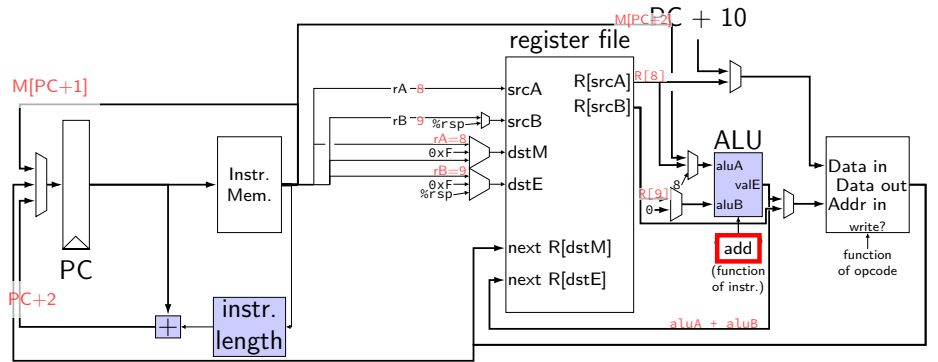 M[PC+2]
PC + 10
register file
M[PC+1]
rA 8
srcA
R[srcA]
R[8]
R[srcB]
rB 9
%rsp
srcB
rA=8
0xF
dstM
rB=9
0xF
%rsp
dstE
Instr.
Mem.
PC
PC+2
+
instr.
length
next R[dstM]
next R[dstE]
ALU
aluA
valE
aluB
8
R[9]
0
add
(function
of instr.)
aluA + aluB
Data in
Data out
Addr in
write?
function
of opcode